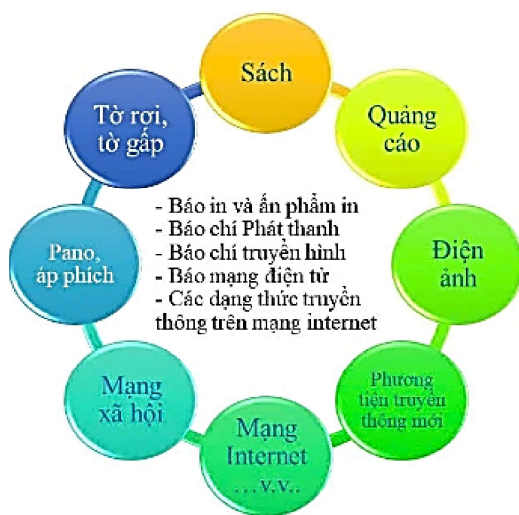 Sách
Quảng
cáo
Điện
ảnh
Phương
tiện truyền
thông mới
Mạng
Internet
...v.v..
Mạng
xã hội
Pano,
áp phích
Tờ rơi,
tờ gấp
- Báo in và ấn phẩm in
- Báo chí Phát thanh
- Báo chí truyền hình
- Báo mạng điện tử
- Các dạng thức truyền
thông trên mạng internet